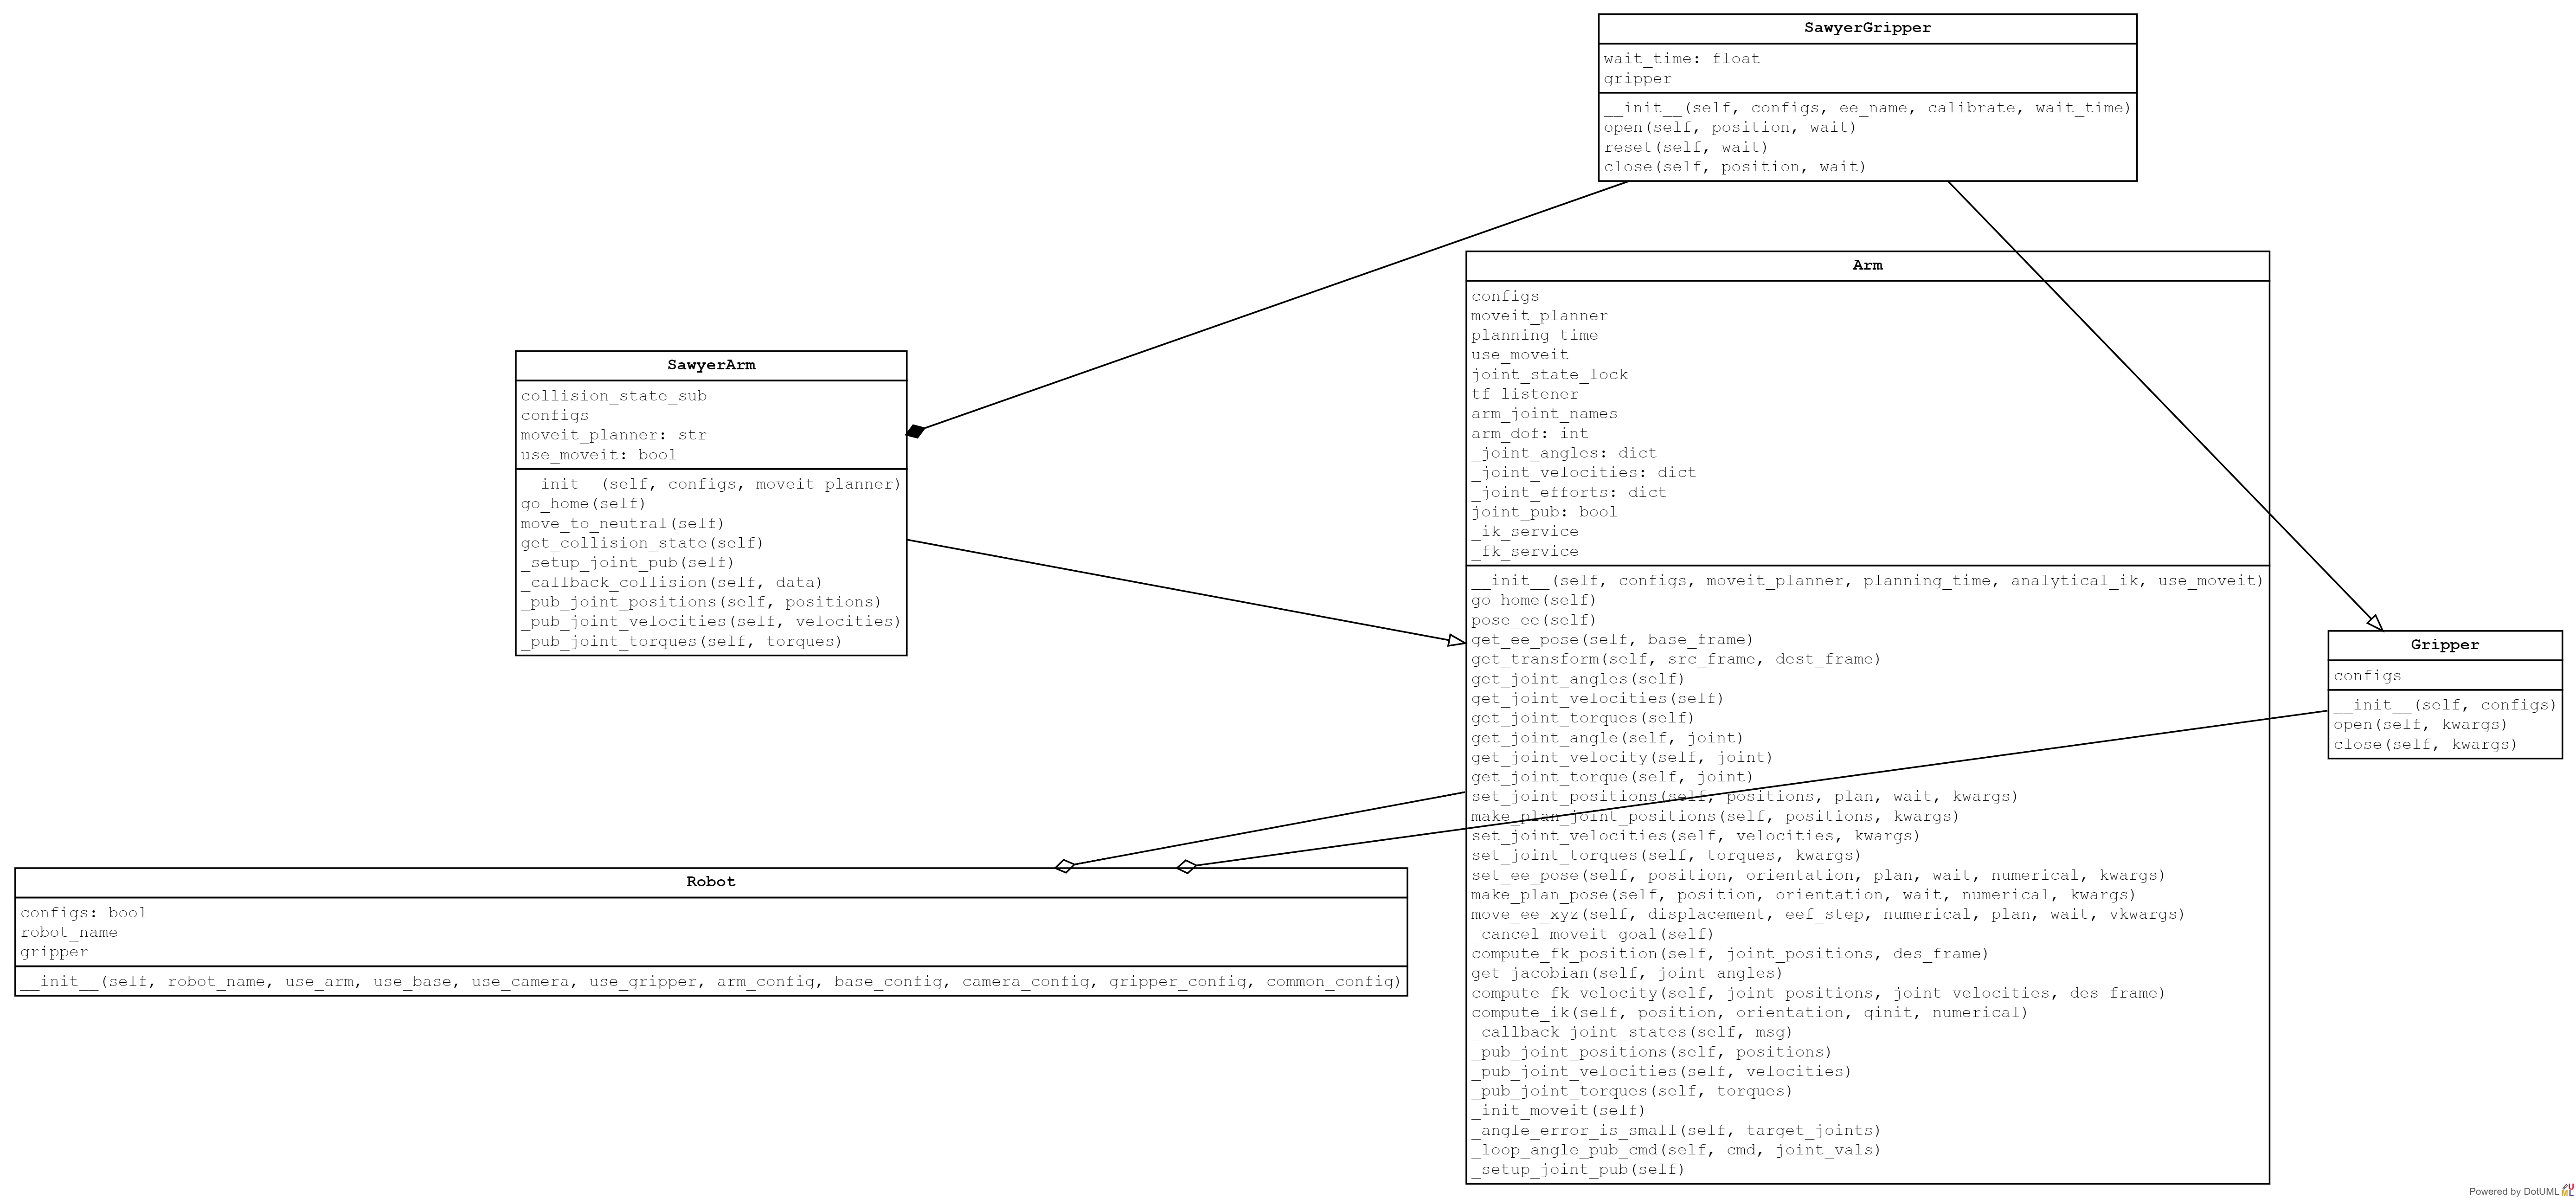 SawyerGripper
wait_time: float
gripper
__init__(self, configs, ee_name, calibrate, wait_time)
open(self, position, wait)
reset(self, wait)
close(self, position, wait)
Arm
configs
moveit_planner
planning_time
use_moveit
joint_state_lock
tf_listener
arm_joint_names
arm_dof: int
_joint_angles: dict
_joint_velocities: dict
_joint_efforts: dict
joint_pub: bool
_ik_service
_fk_service
__init__(self, configs, moveit_planner, planning_time, analytical_ik, use_moveit)
go_home(self)
pose_ee(self)
get_ee_pose(self, base_frame)
get_transform(self, src_frame, dest_frame)
get_joint_angles(self)
get_joint_velocities(self)
get_joint_torques(self)
get_joint_angle(self, joint)
get_joint_velocity(self, joint)
get_joint_torque(self, joint)
set_joint_positions(self, positions, plan, wait, kwargs)
make_plan_joint_positions(self, positions, kwargs)
set_joint_velocities(self, velocities, kwargs)
set_joint_torques(self, torques, kwargs)
set_ee_pose(self, position, orientation, plan, wait, numerical, kwargs)
make_plan_pose(self, position, orientation, wait, numerical, kwargs)
move_ee_xyz(self, displacement, eef_step, numerical, plan, wait, vkwargs)
_cancel_moveit_goal(self)
compute_fk_position(self, joint_positions, des_frame)
get_jacobian(self, joint_angles)
compute_fk_velocity(self, joint_positions, joint_velocities, des_frame)
compute_ik(self, position, orientation, qinit, numerical)
_callback_joint_states(self, msg)
_pub_joint_positions(self, positions)
_pub_joint_velocities(self, velocities)
_pub_joint_torques(self, torques)
_init_moveit(self)
_angle_error_is_small(self, target_joints)
_loop_angle_pub_cmd(self, cmd, joint_vals)
_setup_joint_pub(self)
SawyerArm
collision_state_sub
configs
moveit_planner: str
use_moveit: bool
__init__(self, configs, moveit_planner)
go_home(self)
move_to_neutral(self)
get_collision_state(self)
_setup_joint_pub(self)
_callback_collision(self, data)
_pub_joint_positions(self, positions)
_pub_joint_velocities(self, velocities)
_pub_joint_torques(self, torques)
Gripper
configs
__init__(self, configs)
open(self, kwargs)
close(self, kwargs)
Robot
configs: bool
robot_name
gripper
__init__(self, robot_name, use_arm, use_base, use_camera, use_gripper, arm_config, base_config, camera_config, gripper_config, common_config)
Powered by DotUML